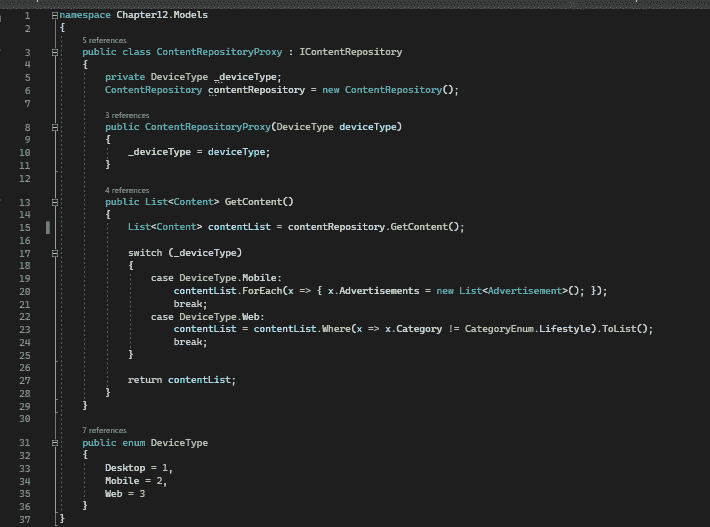 1 namespace Chapter12.Models
2 {
5 references
3 public class ContentRepositoryProxy : IContentRepository
4 {
5 private DeviceType _deviceType;
6 ContentRepository contentRepository = new ContentRepository();
7
3 references
8 public ContentRepositoryProxy(DeviceType deviceType)
9 {
10 _deviceType = deviceType;
11 }
12
4 references
13 public List<Content> GetContent()
14 {
15 List<Content> contentList = contentRepository.GetContent();
16
17 switch (_deviceType)
18 {
19 case DeviceType.Mobile:
20 contentList.ForEach(x => { x.Advertisements = new List<Advertisement>(); });
21 break;
22 case DeviceType.Web:
23 contentList = contentList.Where(x => x.Category != CategoryEnum.Lifestyle).ToList();
24 break;
25 }
26
27 return contentList;
28 }
29 }
30
7 references
31 public enum DeviceType
32 {
33 Desktop = 1,
34 Mobile = 2,
35 Web = 3
36 }
37 }